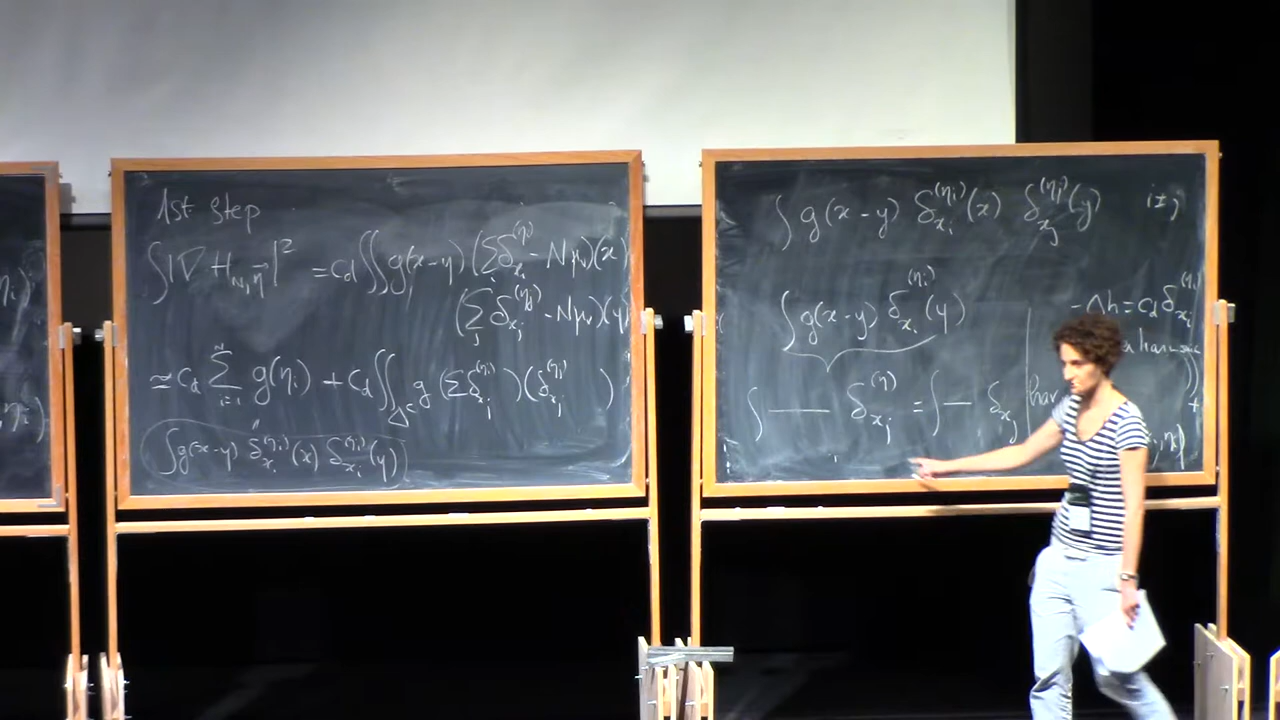 1st step
∫|∇ H_{N,η⃗}|² = c_d ∬ g(x-y) (∑_i δ_{x_i}^{(η_i)} - Nμ_V)(x)
(∑_j δ_{x_j}^{(η_j)} - Nμ_V)(y)
≃ c_d ∑_{i=1}^{N} g(η_i) + c_d ∬_{△^c} g (∑ δ_{x_i}^{(η_i)} )(δ_{x_j}^{(η_j)} )
"
∫g(x-y) δ_{x_i}^{(η_i)}(x) δ_{x_i}^{(η_i)}(y)
∫ g(x-y) δ_{x_i}^{(η_i)}(x) δ_{x_j}^{(η_j)}(y) i≠j
∫g(x-y) δ_{x_i}^{(η_i)}(y)
-Δh = c_d δ_{x_i}^{(η_i)}
∫ — δ_{x_j}^{(η)} = ∫ — δ_{x_j}
har